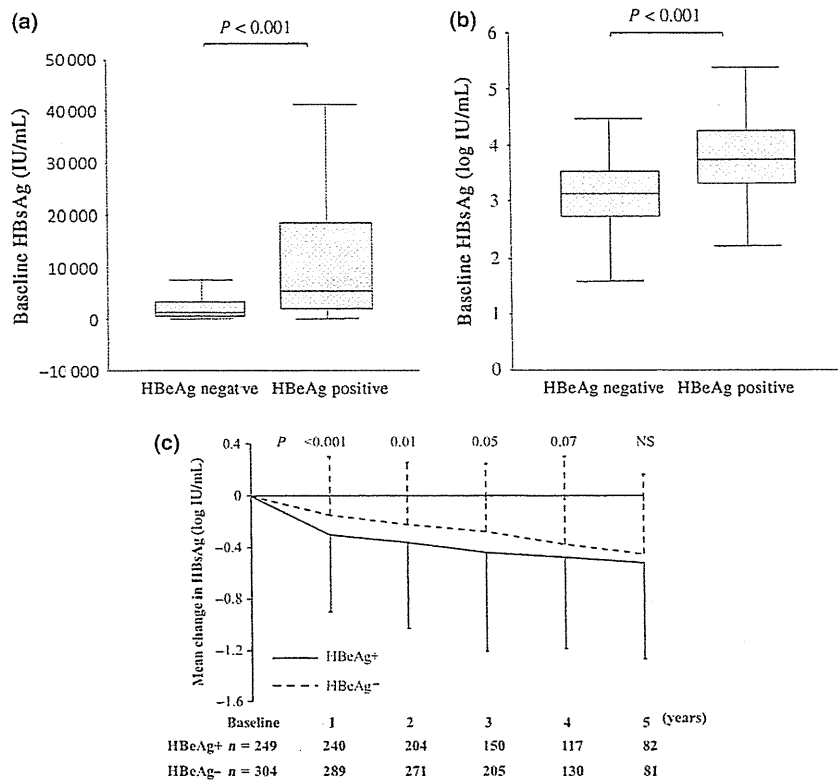 (a)
P < 0.001
Baseline HBsAg (IU/mL)
50 000
40 000
30 000
20 000
10 000
0
−10 000
HBeAg negative HBeAg positive
(b)
P < 0.001
Baseline HBsAg (log IU/mL)
6
5
4
3
2
1
0
HBeAg negative HBeAg positive
(c)
P <0.001 0.01 0.05 0.07 NS
Mean change in HBsAg (log IU/mL)
0.4
0
−0.4
−0.8
−1.2
−1.6
HBeAg+
HBeAg−
Baseline 1 2 3 4 5 (years)
HBeAg+ n = 249 240 204 150 117 82
HBeAg− n = 304 289 271 205 130 81